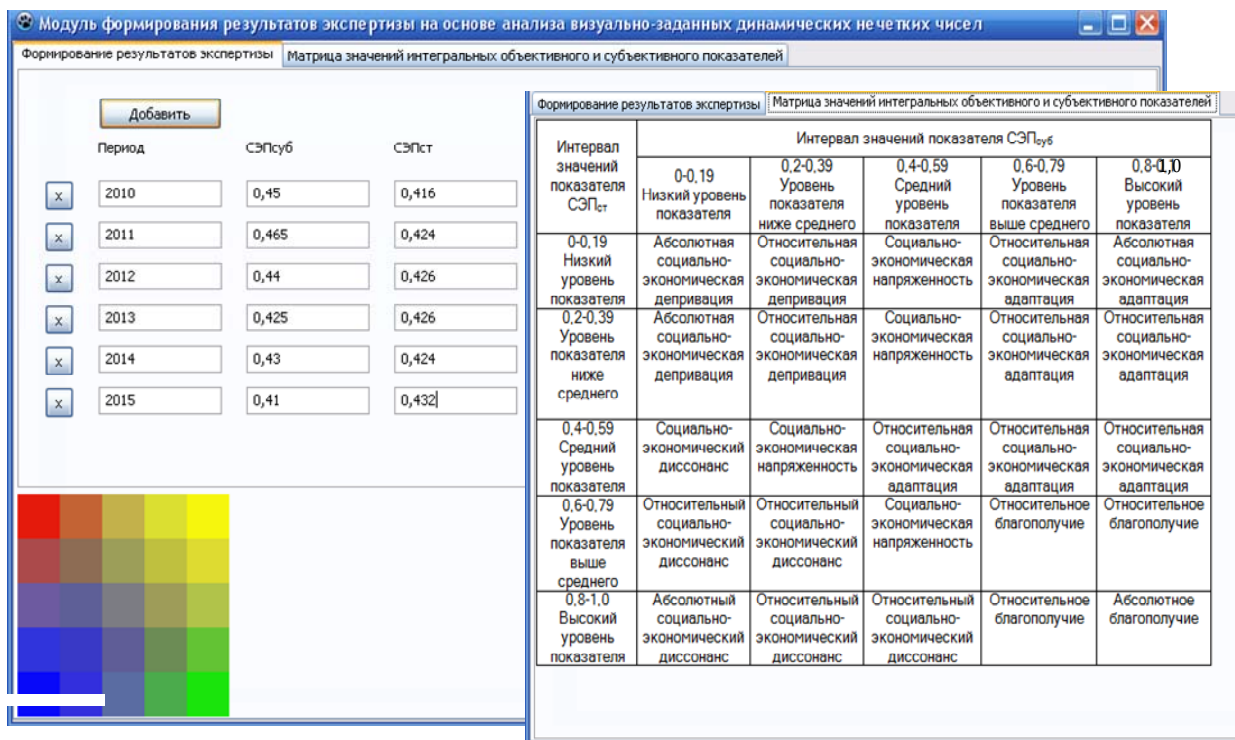 Модуль формирования результатов экспертизы на основе анализа визуально-заданных динамических нечетких чисел
Формирование результатов экспертизы Матрица значений интегральных объективного и субъективного показателей
Добавить
Период СЭПсуб СЭПст
x 2010 0,45 0,416
x 2011 0,465 0,424
x 2012 0,44 0,426
x 2013 0,425 0,426
x 2014 0,43 0,424
x 2015 0,41 0,432
Формирование результатов экспертизы Матрица значений интегральных объективного и субъективного показателей
Интервал
значений
показателя
СЭПст
Интервал значений показателя СЭПсуб
0-0,19
Низкий уровень
показателя
0,2-0,39
Уровень
показателя
ниже среднего
0,4-0,59
Средний
уровень
показателя
0,6-0,79
Уровень
показателя
выше среднего
0,8-1,0
Высокий
уровень
показателя
0-0,19
Низкий
уровень
показателя
Абсолютная
социально-
экономическая
депривация
Относительная
социально-
экономическая
депривация
Социально-
экономическая
напряженность
Относительная
социально-
экономическая
адаптация
Абсолютная
социально-
экономическая
адаптация
0,2-0,39
Уровень
показателя
ниже
среднего
Абсолютная
социально-
экономическая
депривация
Относительная
социально-
экономическая
депривация
Социально-
экономическая
напряженность
Относительная
социально-
экономическая
адаптация
Относительная
социально-
экономическая
адаптация
0,4-0,59
Средний
уровень
показателя
Социально-
экономический
диссонанс
Социально-
экономическая
напряженность
Относительная
социально-
экономическая
адаптация
Относительная
социально-
экономическая
адаптация
Относительная
социально-
экономическая
адаптация
0,6-0,79
Уровень
показателя
выше
среднего
Относительный
социально-
экономический
диссонанс
Относительный
социально-
экономический
диссонанс
Социально-
экономическая
напряженность
Относительное
благополучие
Относительное
благополучие
0,8-1,0
Высокий
уровень
показателя
Абсолютный
социально-
экономический
диссонанс
Относительный
социально-
экономический
диссонанс
Относительный
социально-
экономический
диссонанс
Относительное
благополучие
Абсолютное
благополучие